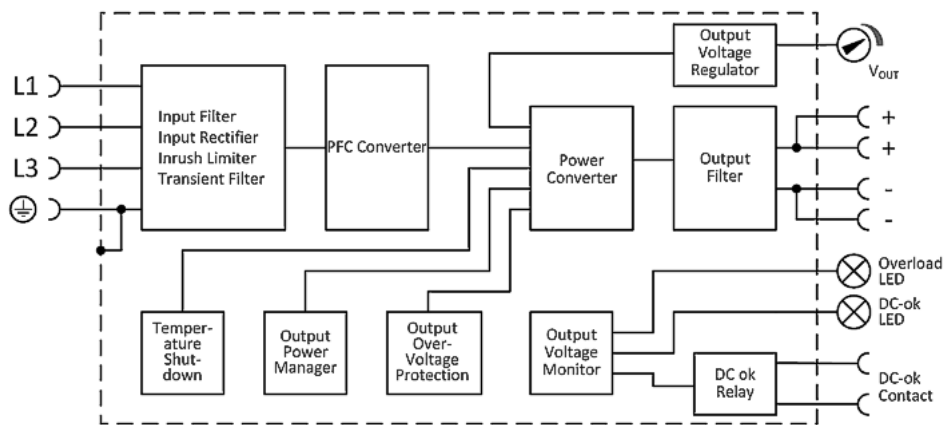 L1
L2
L3
Input Filter
Input Rectifier
Inrush Limiter
Transient Filter
PFC Converter
Power
Converter
Output
Voltage
Regulator
Output
Filter
VOUT
+
+
-
-
Temper-
ature
Shut-
down
Output
Power
Manager
Output
Over-
Voltage
Protection
Output
Voltage
Monitor
DC ok
Relay
Overload
LED
DC-ok
LED
DC-ok
Contact